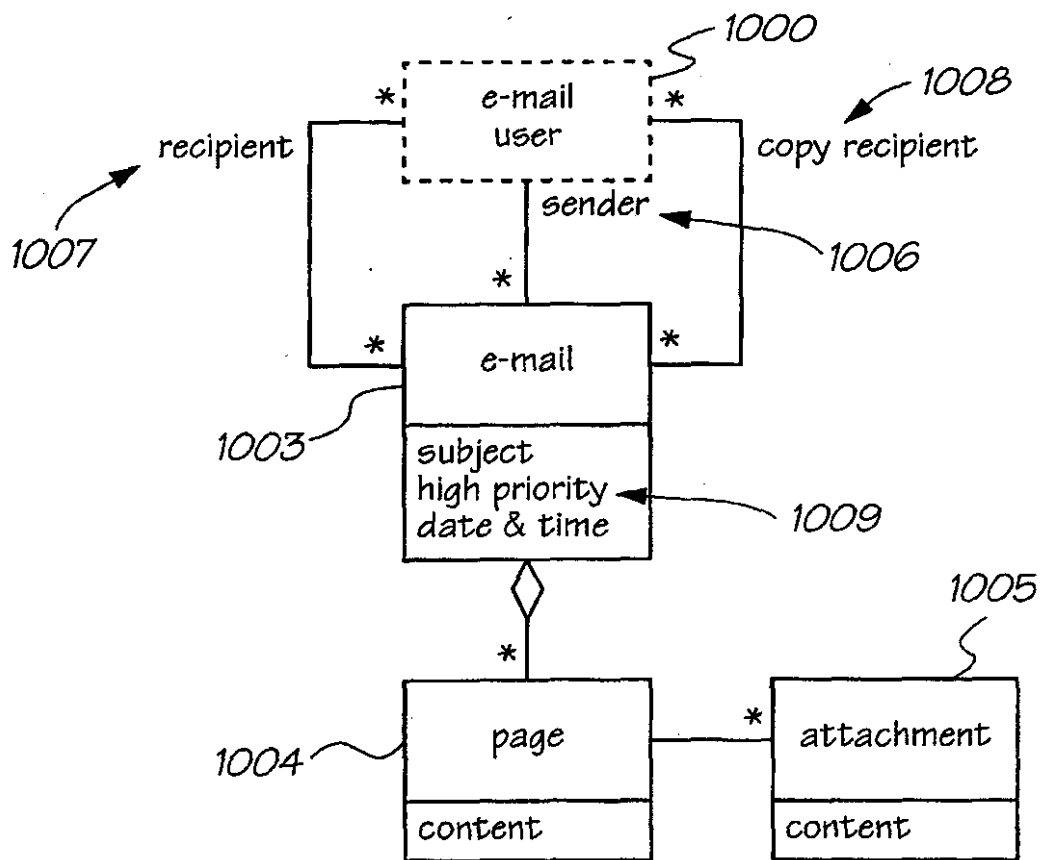 1000
e-mail
user
*
*
1008
recipient
copy recipient
sender
1007
1006
*
*
*
e-mail
1003
subject
high priority
date & time
1009
1005
*
*
page
attachment
1004
content
content